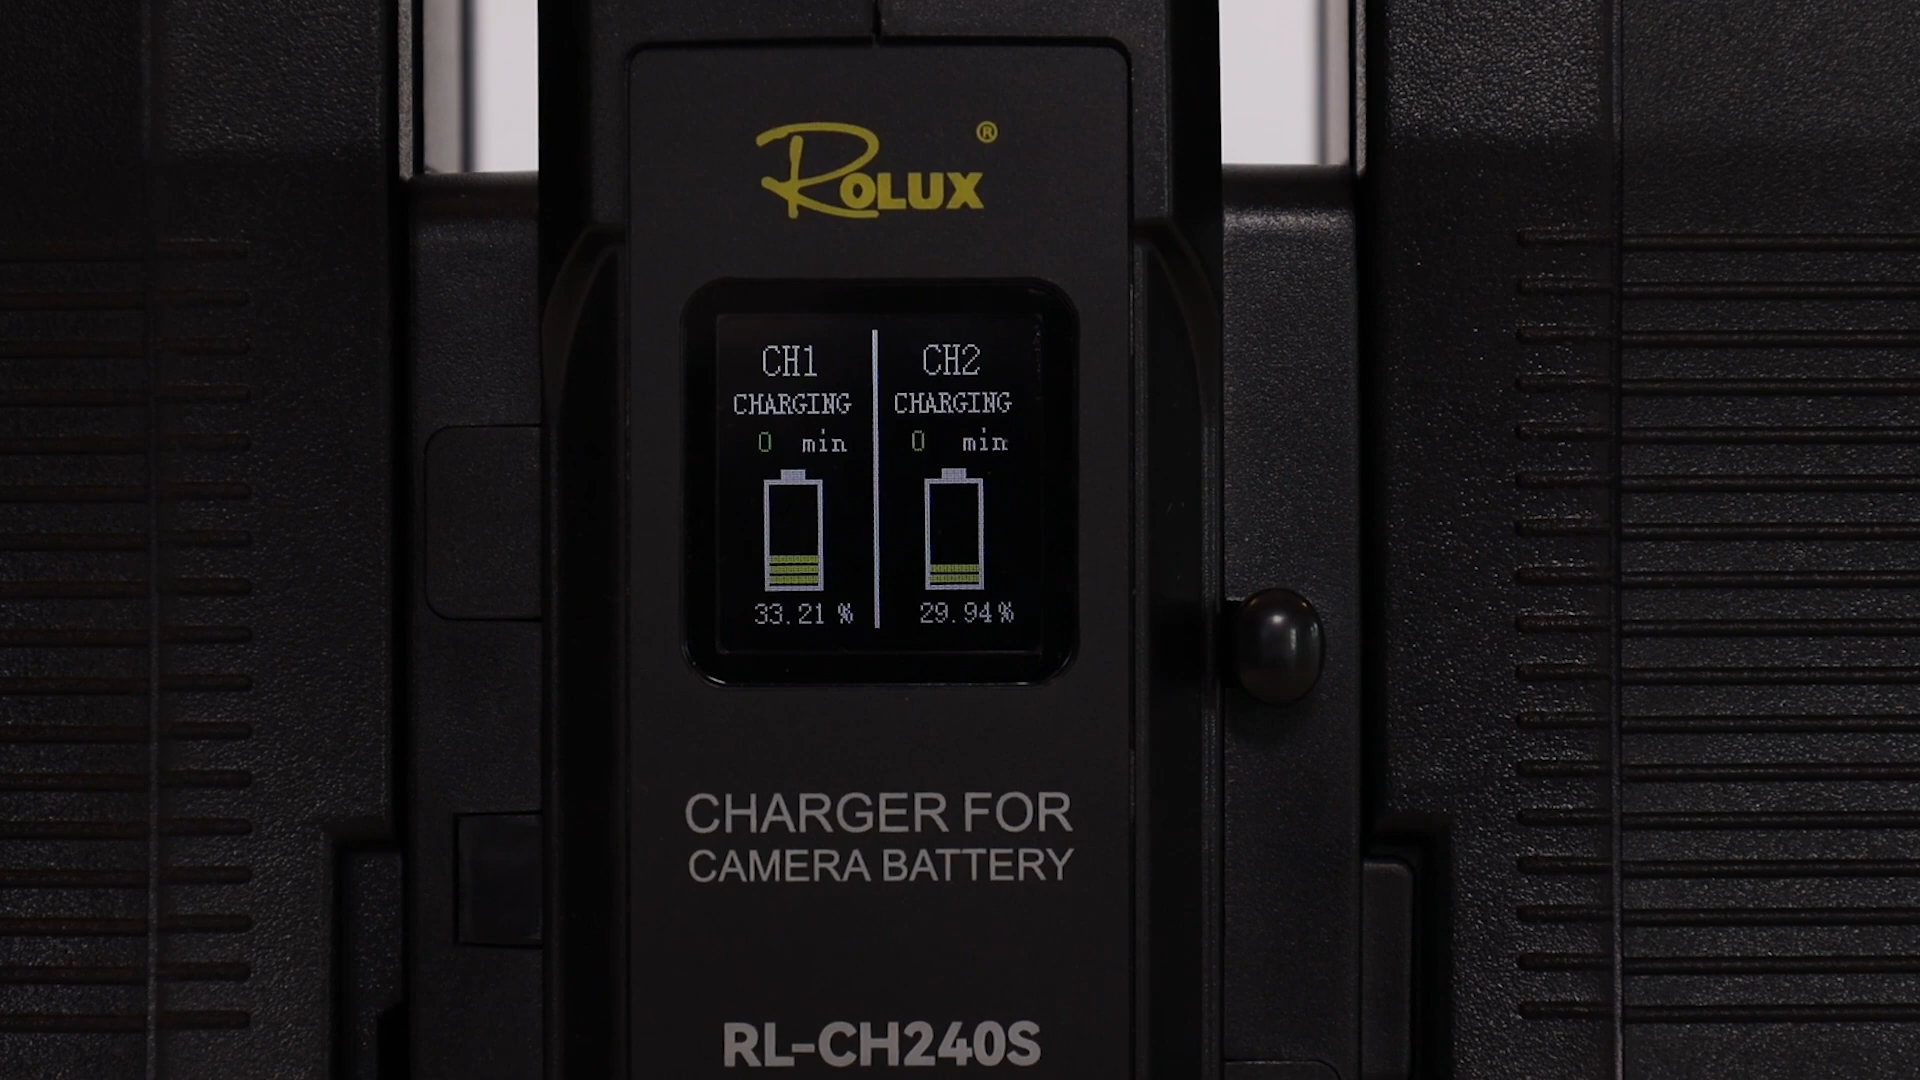 ROLUX®
CH1
CHARGING
0 min
33.21 %
CH2
CHARGING
0 min
29.94%
CHARGER FOR
CAMERA BATTERY
RL-CH240S